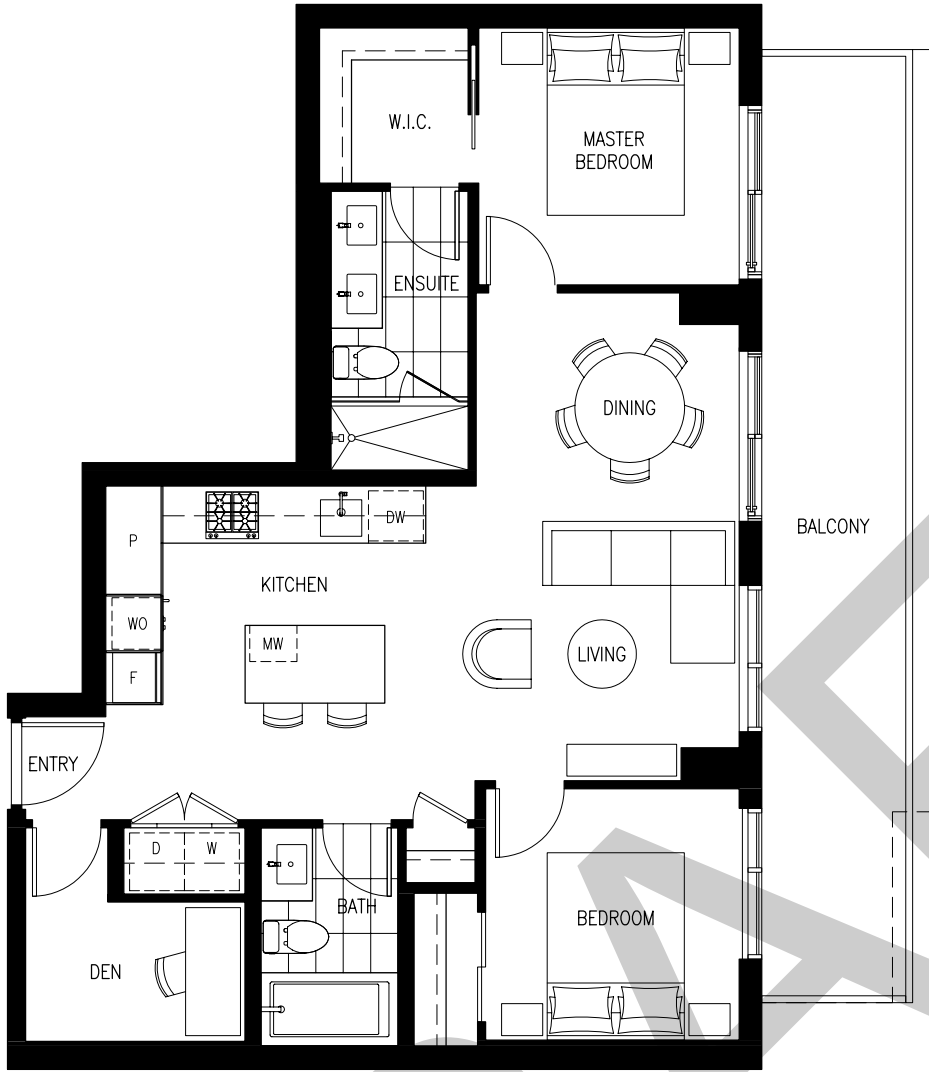 W.I.C.
MASTER
BEDROOM
ENSUITE
DINING
DW
BALCONY
P
KITCHEN
WO
MW
LIVING
F
ENTRY
D
W
BATH
BEDROOM
DEN